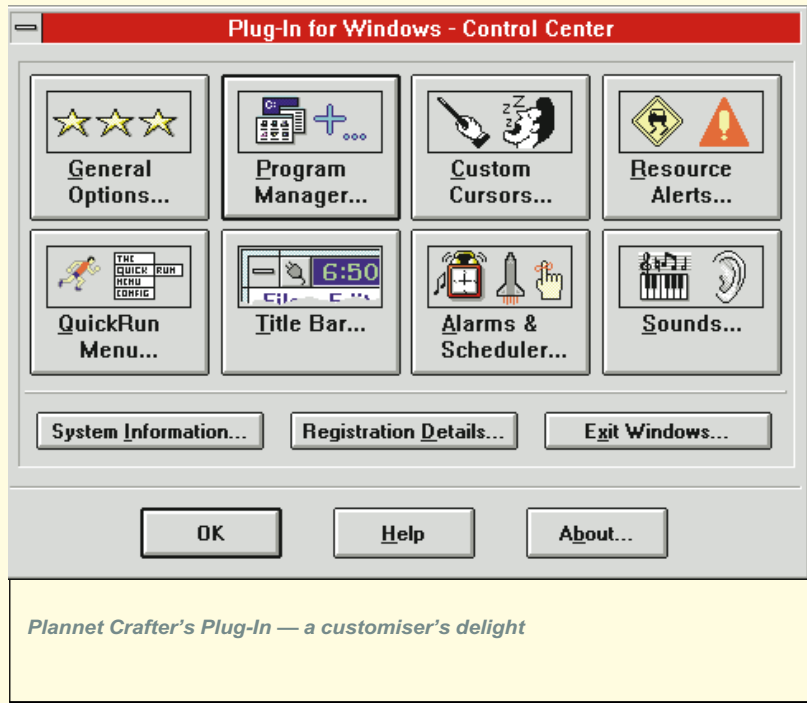 Plug-In for Windows - Control Center
General
Options...
C:
...
Program
Manager...
zZ
z
z
Custom
Cursors...
Resource
Alerts...
THE
QUICK RUN
MENU
CONFIG
QuickRun
Menu...
6:50
Title Bar...
Alarms &
Scheduler...
Sounds...
System Information...
Registration Details...
Exit Windows...
OK
Help
About...
Plannet Crafter's Plug-In — a customiser's delight